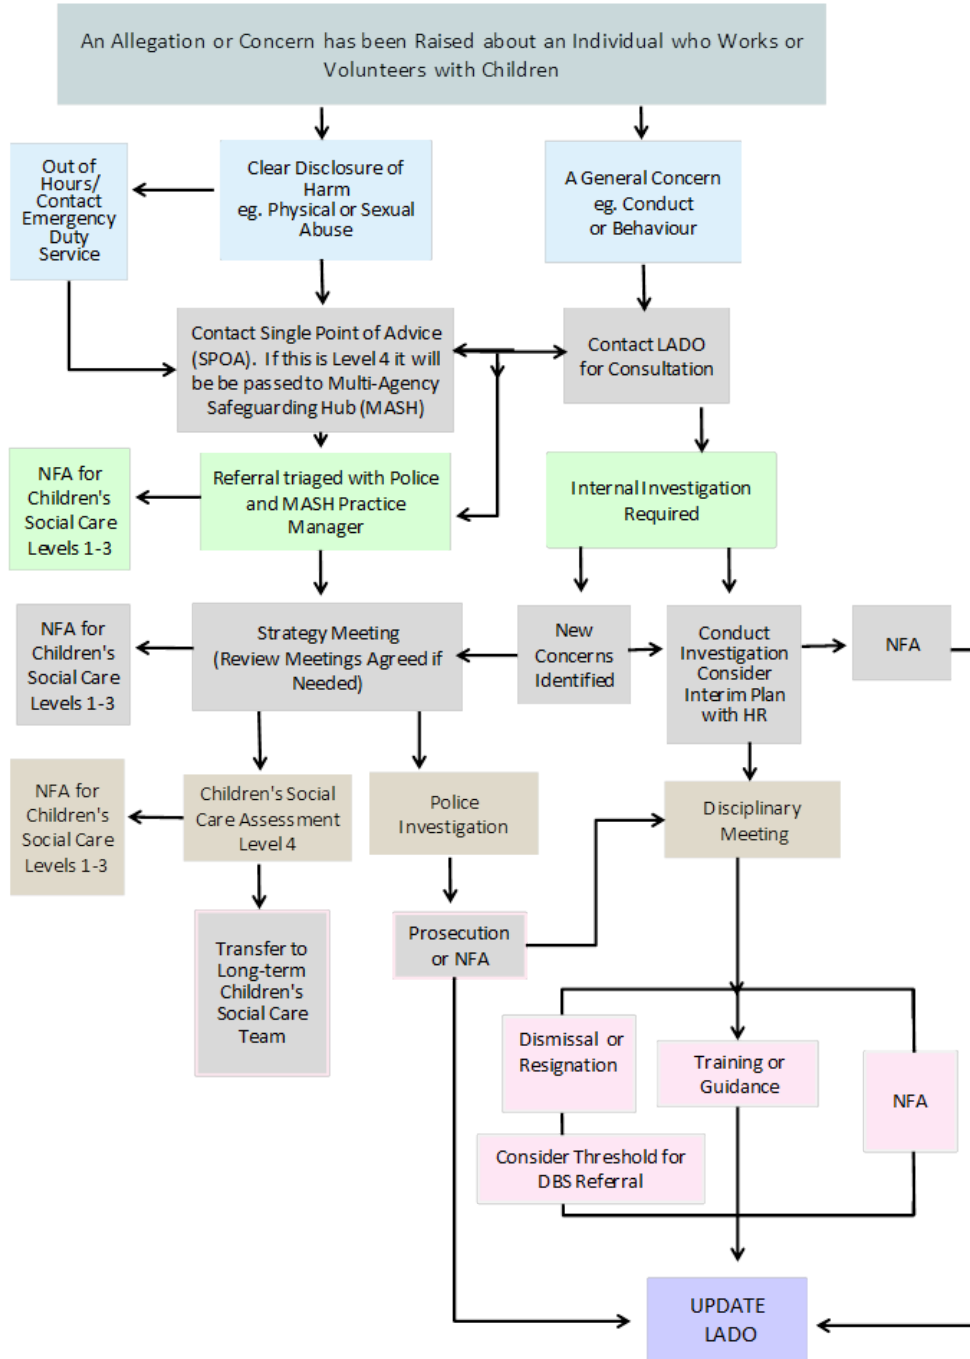 An Allegation or Concern has been Raised about an Individual who Works or
Volunteers with Children
Out of
Hours/
Contact
Emergency
Duty
Service
Clear Disclosure of
Harm
eg. Physical or Sexual
Abuse
A General Concern
eg. Conduct
or Behaviour
Contact Single Point of Advice
(SPOA). If this is Level 4 it will
be be passed to Multi-Agency
Safeguarding Hub (MASH)
Contact LADO
for Consultation
NFA for
Children's
Social Care
Levels 1-3
Referral triaged with Police
and MASH Practice
Manager
Internal Investigation
Required
NFA for
Children's
Social Care
Levels 1-3
Strategy Meeting
(Review Meetings Agreed if
Needed)
New
Concerns
Identified
Conduct
Investigation
Consider
Interim Plan
with HR
NFA
NFA for
Children's
Social Care
Levels 1-3
Children's Social
Care Assessment
Level 4
Police
Investigation
Disciplinary
Meeting
Transfer to
Long-term
Children's
Social Care
Team
Prosecution
or NFA
Dismissal or
Resignation
Training or
Guidance
NFA
Consider Threshold for
DBS Referral
UPDATE
LADO